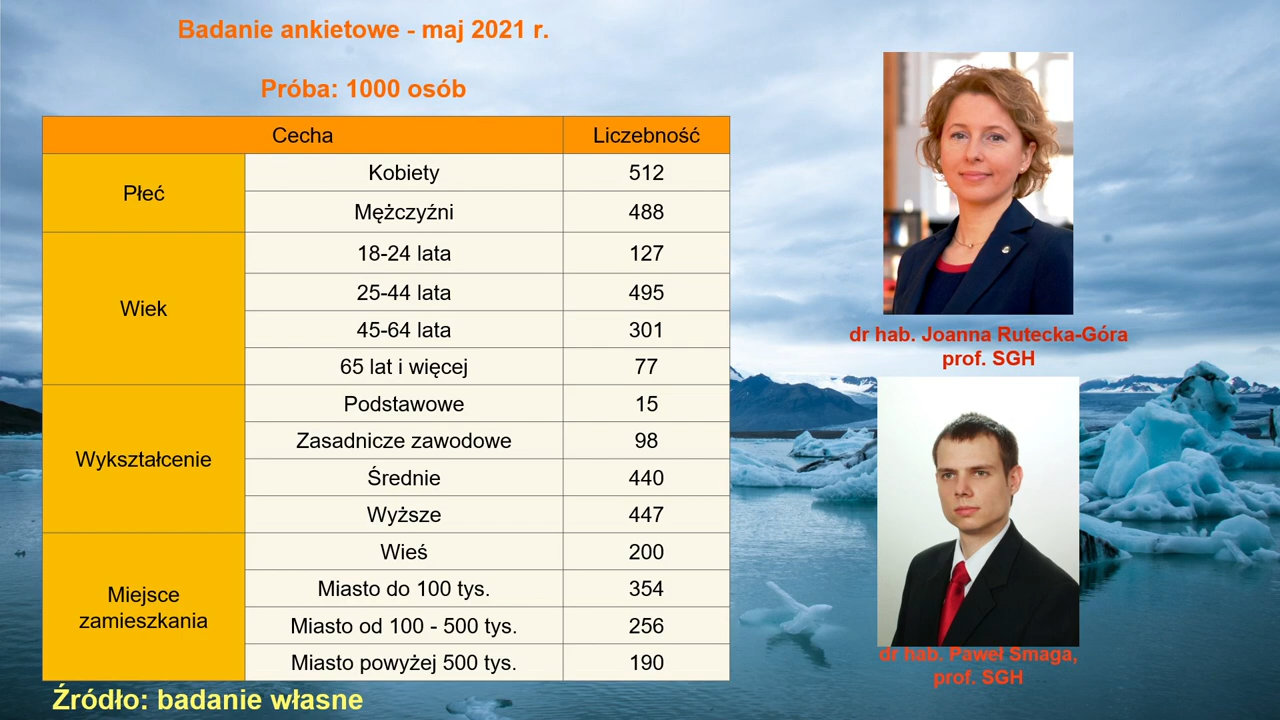 Badanie ankietowe - maj 2021 r.
Próba: 1000 osób
Cecha Liczebność
Płeć
Kobiety 512
Mężczyźni 488
Wiek
18-24 lata 127
25-44 lata 495
45-64 lata 301
65 lat i więcej 77
Wykształcenie
Podstawowe 15
Zasadnicze zawodowe 98
Średnie 440
Wyższe 447
Miejsce
zamieszkania
Wieś 200
Miasto do 100 tys. 354
Miasto od 100 - 500 tys. 256
Miasto powyżej 500 tys. 190
Źródło: badanie własne
dr hab. Joanna Rutecka-Góra
prof. SGH
dr hab. Paweł Smaga,
prof. SGH